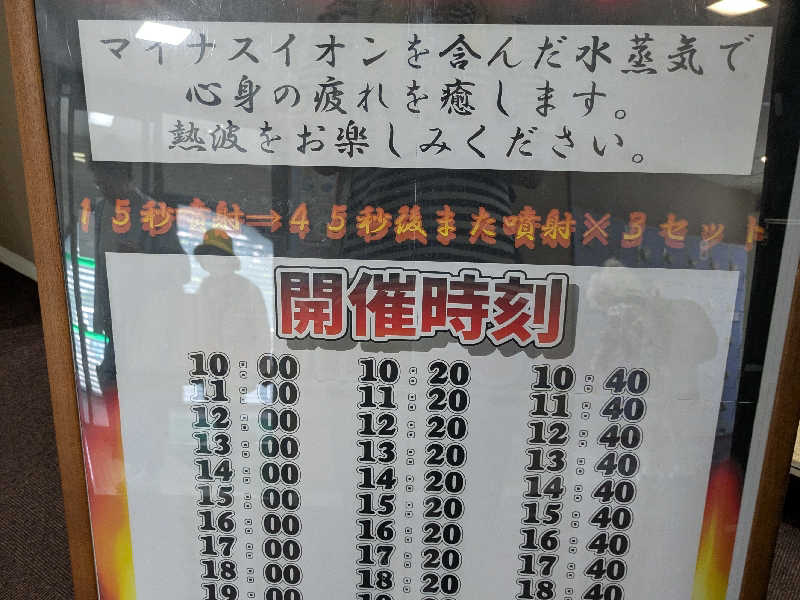 マイナスイオンを含んだ水蒸気で
心身の疲れを癒します。
熱波をお楽しみください。
15秒噴射⇒45秒後また噴射×3セット
開催時刻
10:00 10:20 10:40
11:00 11:20 11:40
12:00 12:20 12:40
13:00 13:20 13:40
14:00 14:20 14:40
15:00 15:20 15:40
16:00 16:20 16:40
17:00 17:20 17:40
18:00 18:20 18:40
19:00